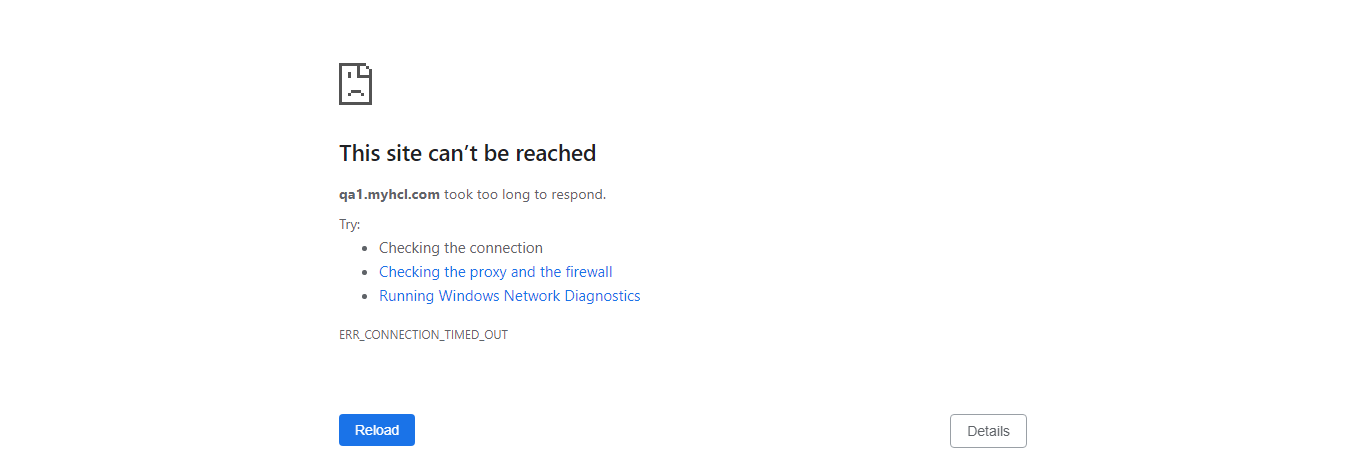 This site can’t be reached
qa1.myhcl.com took too long to respond.
Try:
• Checking the connection
• Checking the proxy and the firewall
• Running Windows Network Diagnostics
ERR_CONNECTION_TIMED_OUT
Reload
Details